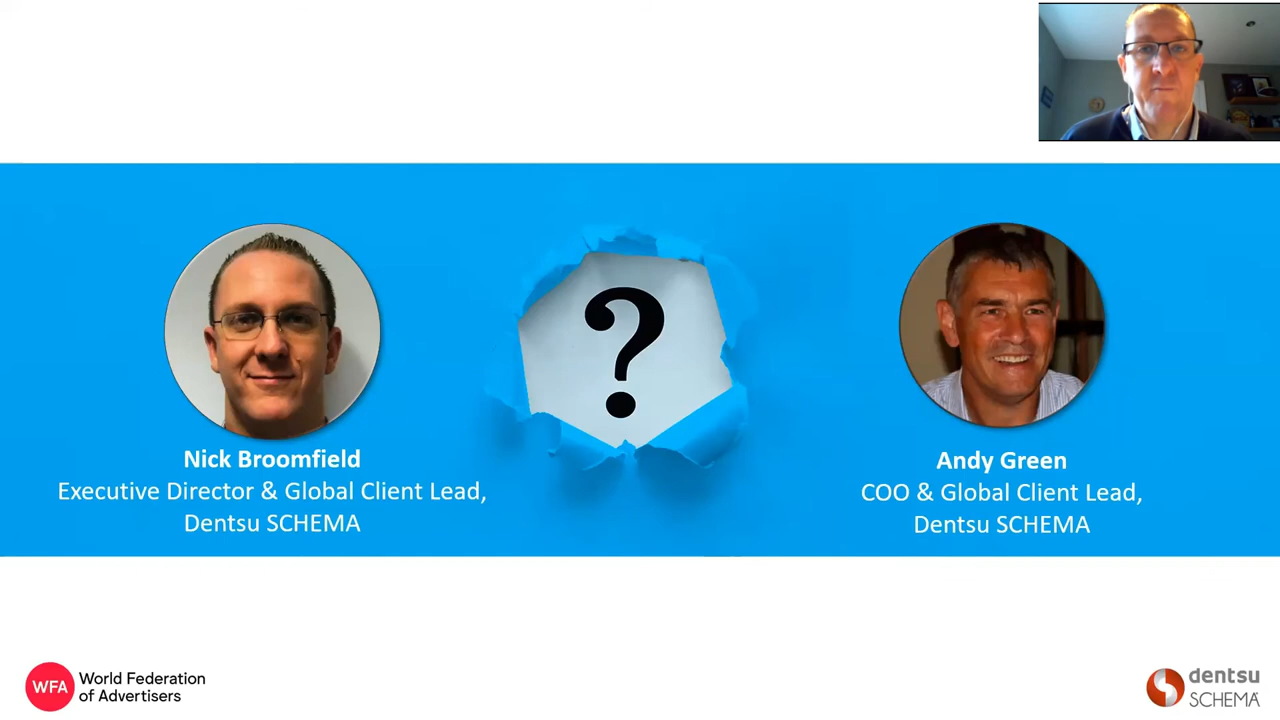 ?
Nick Broomfield
Executive Director & Global Client Lead,
Dentsu SCHEMA
Andy Green
COO & Global Client Lead,
Dentsu SCHEMA
WFA
World Federation
of Advertisers
dentsu
SCHEMA